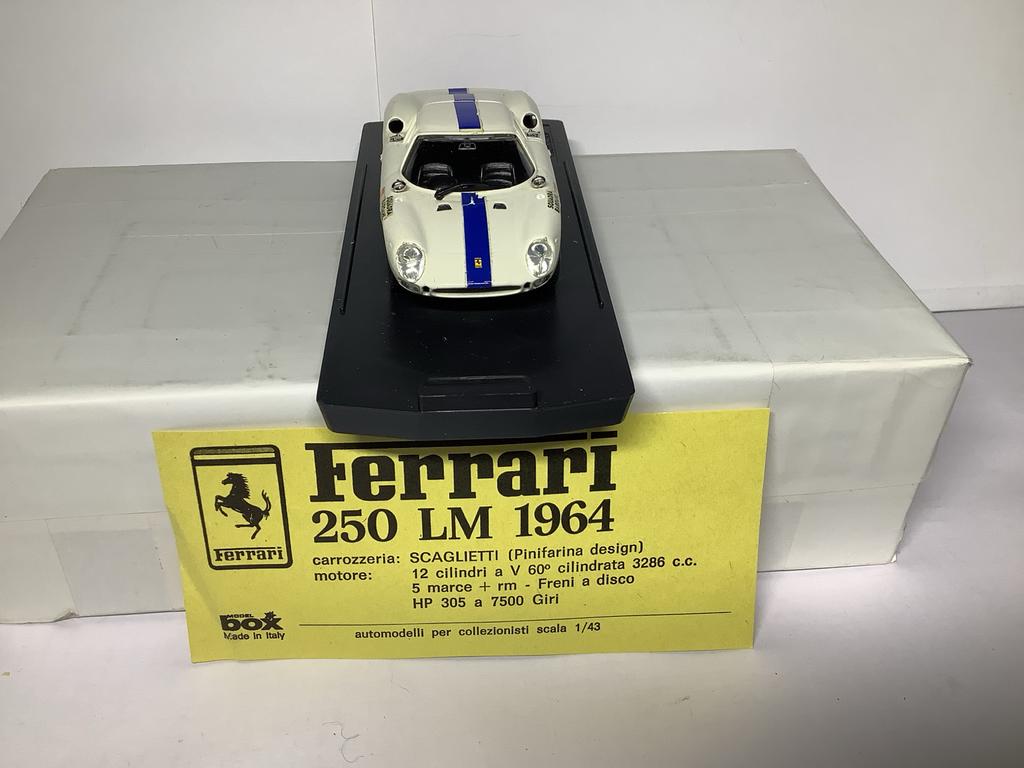 Ferrari
250 LM 1964
Ferrari
carrozzeria: SCAGLIETTI (Pinifarina design)
motore: 12 cilindri a V 60º cilindrata 3286 c.c.
5 marce + rm - Freni a disco
HP 305 a 7500 Giri
MODEL
box
Made in Italy
automodelli per collezionisti scala 1/43